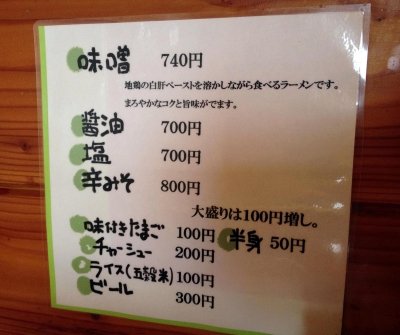 味噌 740円
地鶏の白肝ペーストを溶かしながら食べるラーメンです。
まろやかなコクと旨味がでます。
醤油 700円
塩 700円
辛みそ 800円
大盛りは100円増し。
味付きたまご 100円 半身 50円
チャーシュー 200円
ライス(五穀米) 100円
ビール 300円